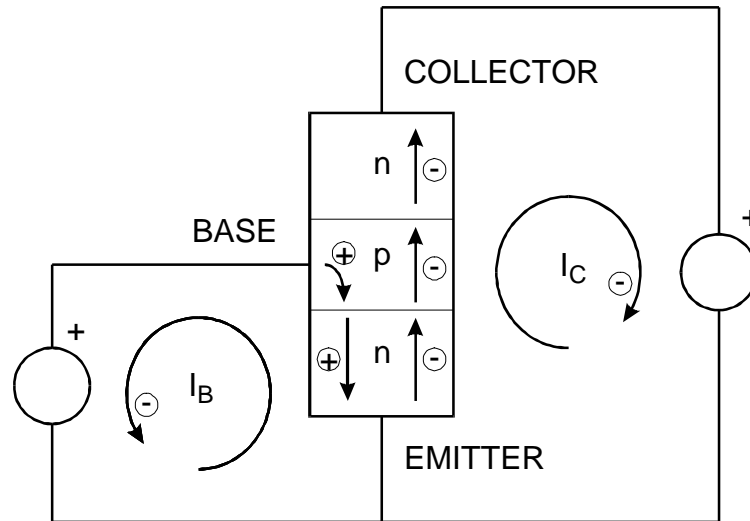 COLLECTOR
n -
+
BASE
+ p -
I_C -
+
+ n -
I_B
-
EMITTER